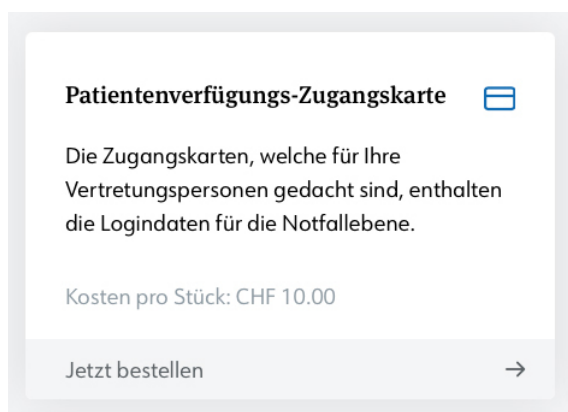 Patientenverfügungs-Zugangskarte
Die Zugangskarten, welche für Ihre
Vertretungspersonen gedacht sind, enthalten
die Logindaten für die Notfallebene.
Kosten pro Stück: CHF 10.00
Jetzt bestellen